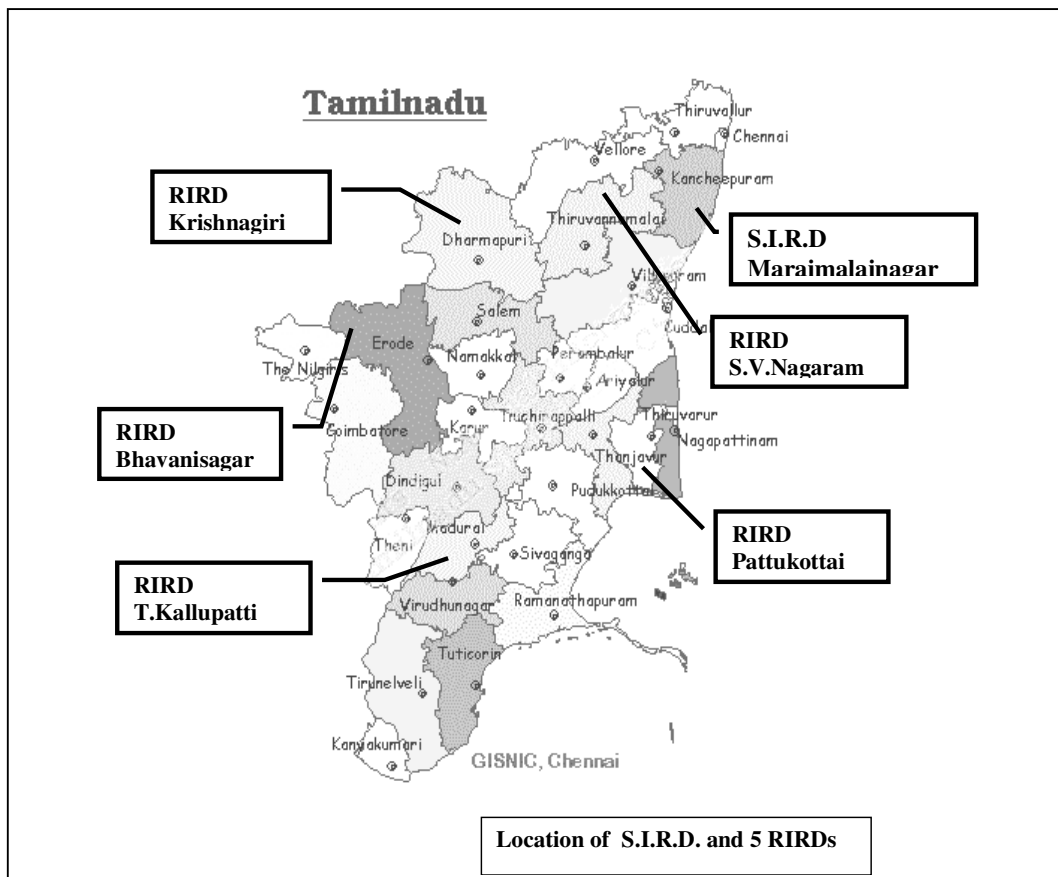 Tamilnadu
Thiruvallur
Chennai
Vellore
Kancheepuram
RIRD
Krishnagiri
Thiruvannamalai
S.I.R.D
Maraimalainagar
Dharmapuri
Salem
Erode
Namakkal
Perambalur
RIRD
S.V.Nagaram
The Nilgiris
Ariyalur
Truchirappalli
Thiruvarur
Karur
Coimbatore
Nagapattinam
RIRD
Bhavanisagar
Thanjavur
Dindigul
Pudukkottai
Madurai
Theni
Sivaganga
RIRD
Pattukottai
RIRD
T.Kallupatti
Virudhunagar
Ramanathapuram
Tuticorin
Tirunelveli
Kanyakumari
GISNIC, Chennai
Location of S.I.R.D. and 5 RIRDs